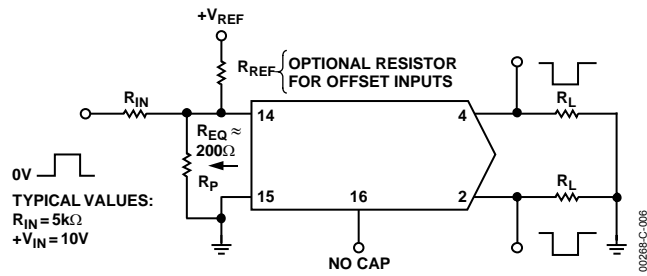 +VREF
RREF
OPTIONAL RESISTOR
FOR OFFSET INPUTS
RIN
14
4
RL
REQ ≈
200Ω
0V
RP
15
16
2
RL
TYPICAL VALUES:
RIN = 5kΩ
+VIN = 10V
NO CAP
00268-C-006